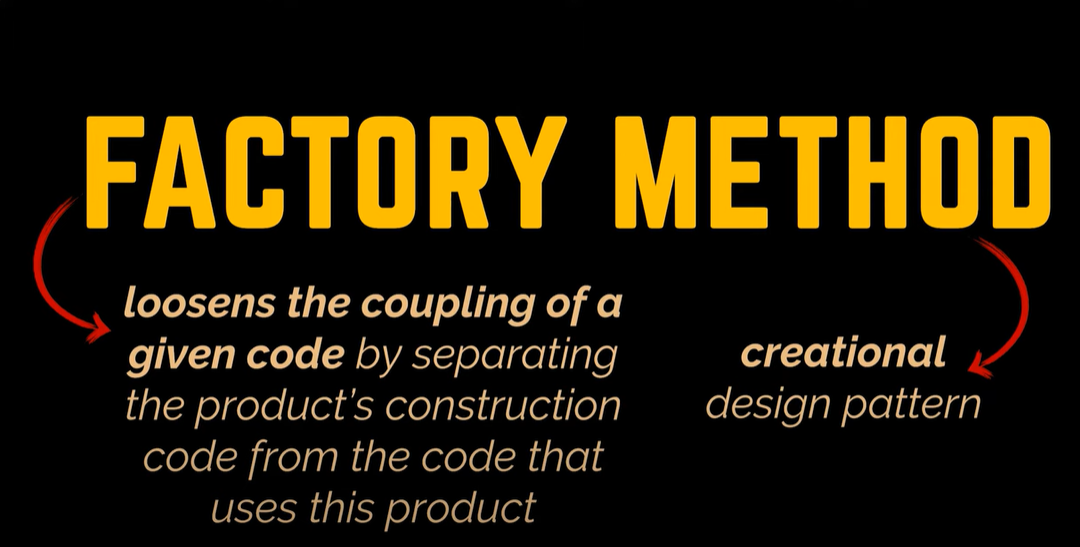 FACTORY METHOD
loosens the coupling of a
given code by separating
the product's construction
code from the code that
uses this product
creational
design pattern